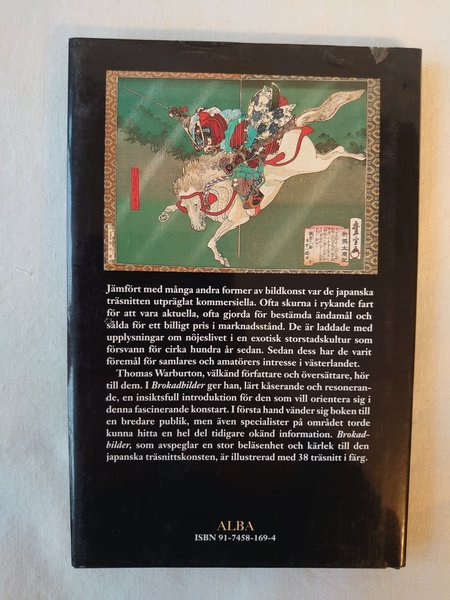 Jämfört med många andra former av bildkonst var de japanska
träsnitten utpräglat kommersiella. Ofta skurna i rykande fart
för att vara aktuella, ofta gjorda för bestämda ändamål och
sålda för ett billigt pris i marknadsstånd. De är laddade med
upplysningar om nöjeslivet i en exotisk storstadskultur som
försvann för cirka hundra år sedan. Sedan dess har de varit
föremål för samlares och amatörers intresse i västerlandet.
Thomas Warburton, välkänd författare och översättare, hör
till dem. I Brokadbilder ger han, lärt kåserande och resoneran-
de, en insiktsfull introduktion för den som vill orientera sig i
denna fascinerande konstart. I första hand vänder sig boken till
en bredare publik, men även specialister på området torde
kunna hitta en hel del tidigare okänd information. Brokad-
bilder, som avspeglar en stor beläsenhet och kärlek till den
japanska träsnittskonsten, är illustrerad med 38 träsnitt i färg.
ALBA
ISBN 91-7458-169-4